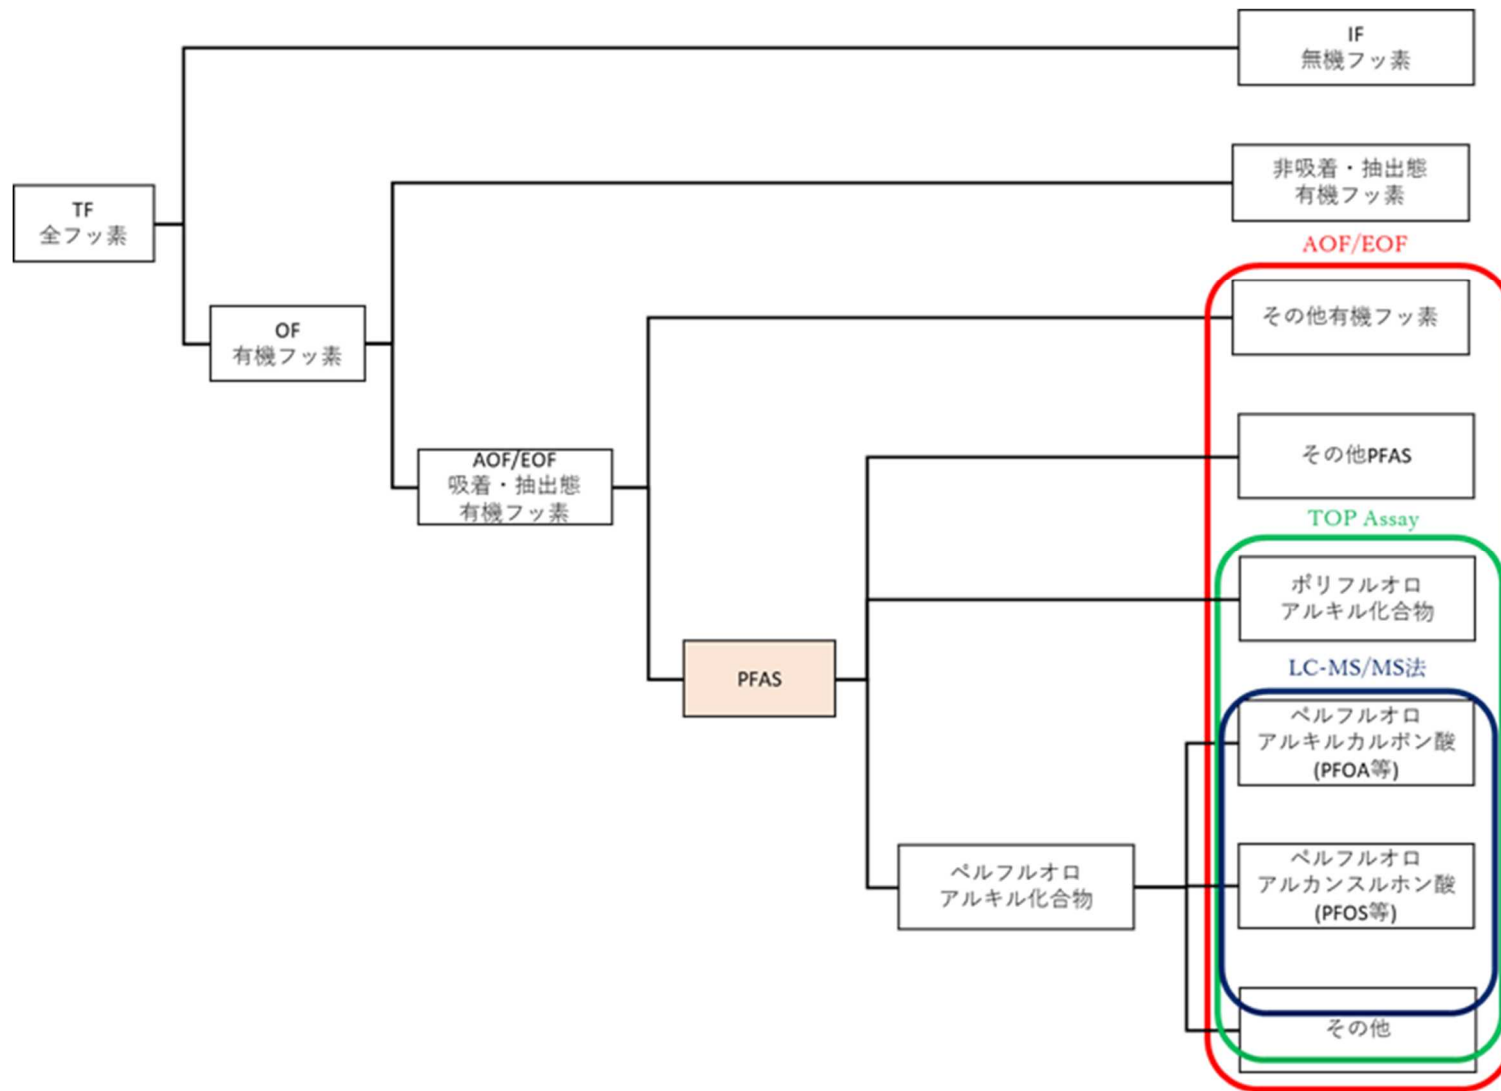 IF
無機フッ素
非吸着・抽出態
有機フッ素
TF
全フッ素
AOF/EOF
その他有機フッ素
OF
有機フッ素
その他PFAS
AOF/EOF
吸着・抽出態
有機フッ素
TOP Assay
ポリフルオロ
アルキル化合物
LC-MS/MS法
PFAS
ペルフルオロ
アルキルカルボン酸
(PFOA等)
ペルフルオロ
アルキル化合物
ペルフルオロ
アルカンスルホン酸
(PFOS等)
その他